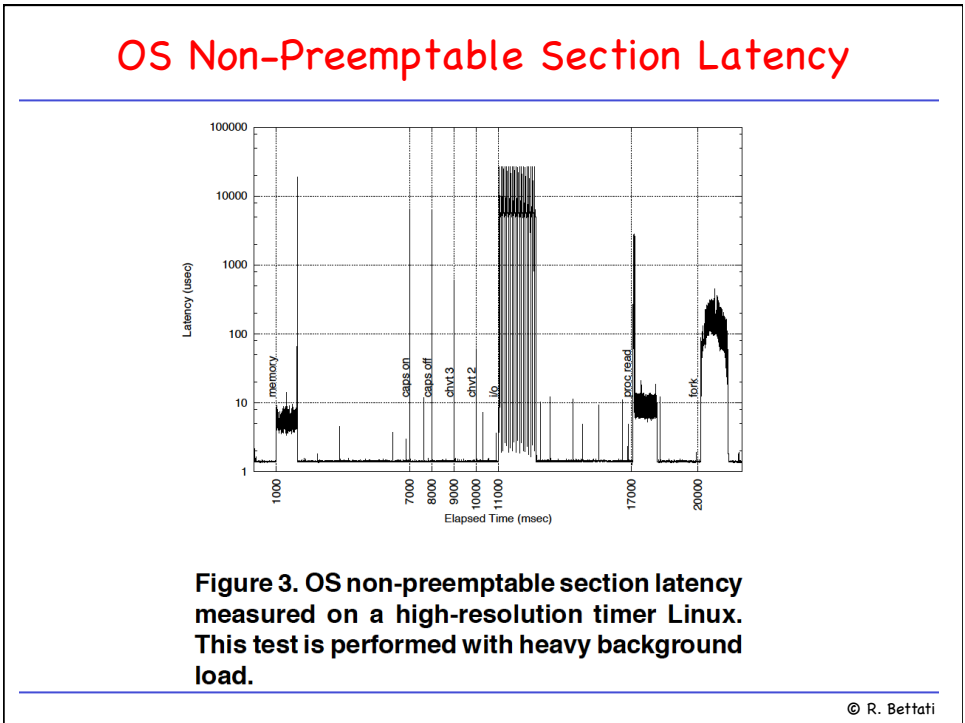 OS Non-Preemptable Section Latency
100000
10000
1000
100
10
1
Latency (usec)
memory
caps on
caps off
chvt 3
chvt 2
i/o
proc read
fork
1000
7000
8000
9000
10000
11000
17000
20000
Elapsed Time (msec)
Figure 3. OS non-preemptable section latency
measured on a high-resolution timer Linux.
This test is performed with heavy background
load.
© R. Bettati